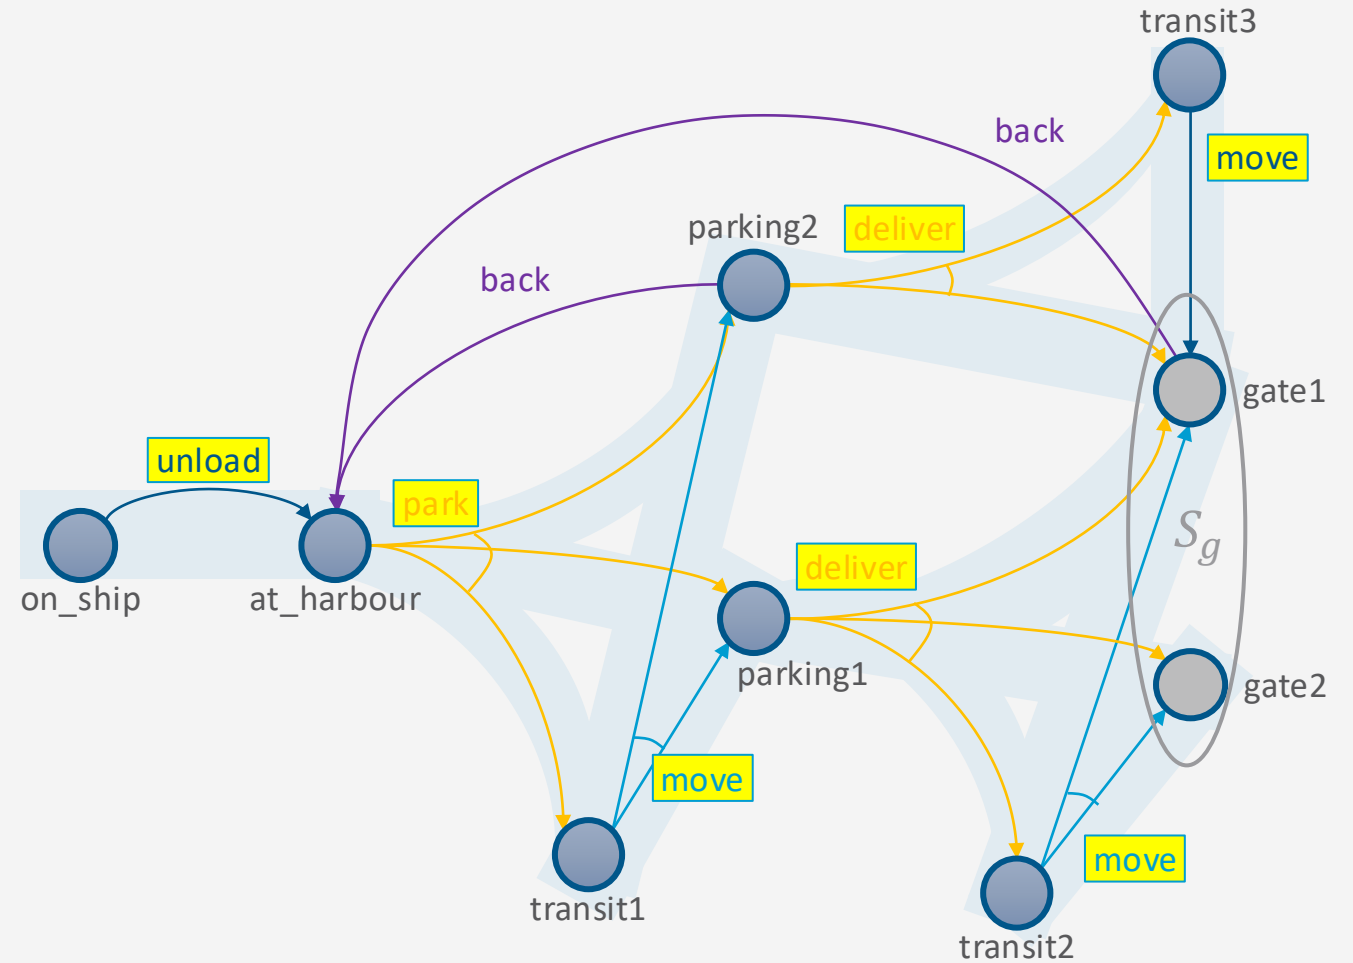 transit3
back
move
parking2
deliver
back
gate1
unload
park
S_g
deliver
on_ship
at_harbour
parking1
gate2
move
move
transit1
transit2